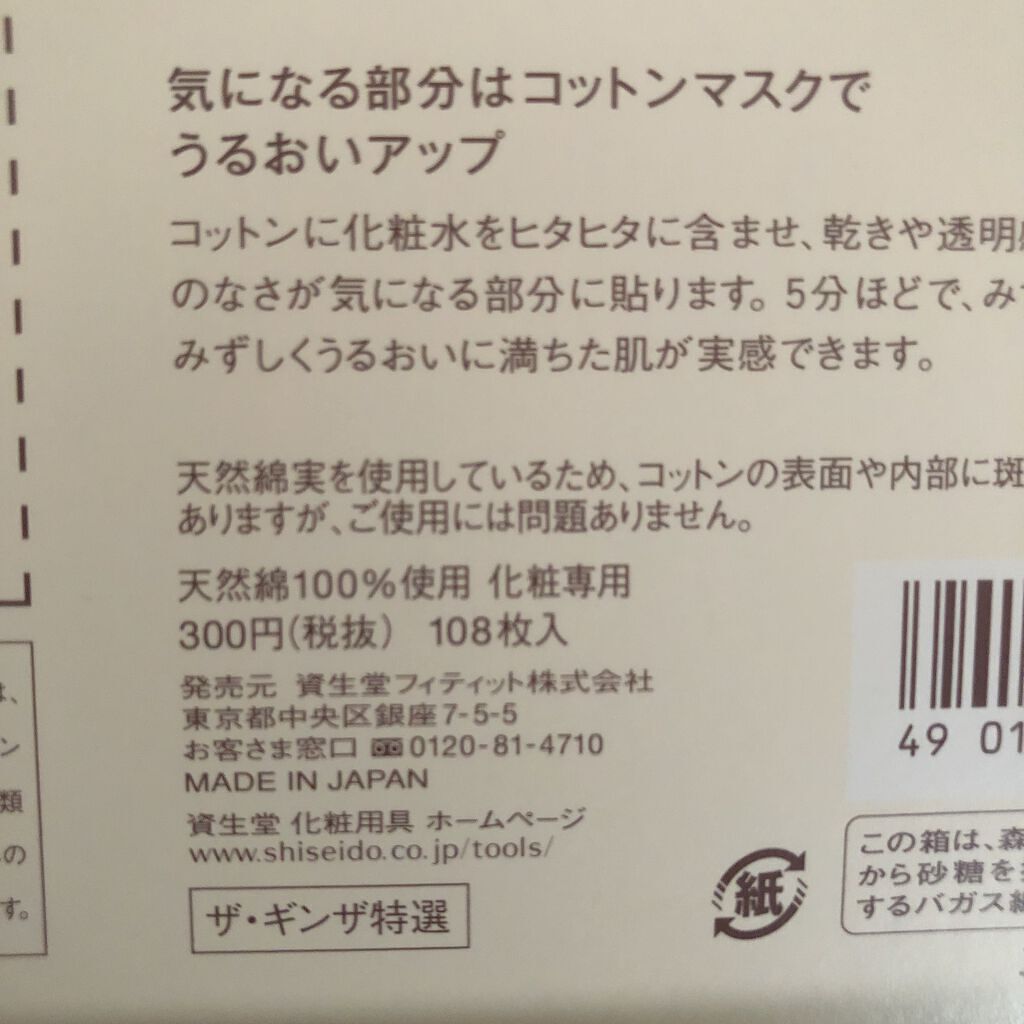 気になる部分はコットンマスクで
うるおいアップ
コットンに化粧水をヒタヒタに含ませ、乾きや透明感
のなさが気になる部分に貼ります。5分ほどで、みず
みずしくうるおいに満ちた肌が実感できます。
天然綿実を使用しているため、コットンの表面や内部に斑
ありますが、ご使用には問題ありません。
天然綿100%使用 化粧専用
300円(税抜) 108枚入
発売元 資生堂フィティット株式会社
東京都中央区銀座7-5-5
お客さま窓口 0120-81-4710
MADE IN JAPAN
資生堂 化粧用具 ホームページ
www.shiseido.co.jp/tools/
ザ・ギンザ特選
紙
49 01
この箱は、森
から砂糖を
するバガス紙
は、
ン
類
の
す。